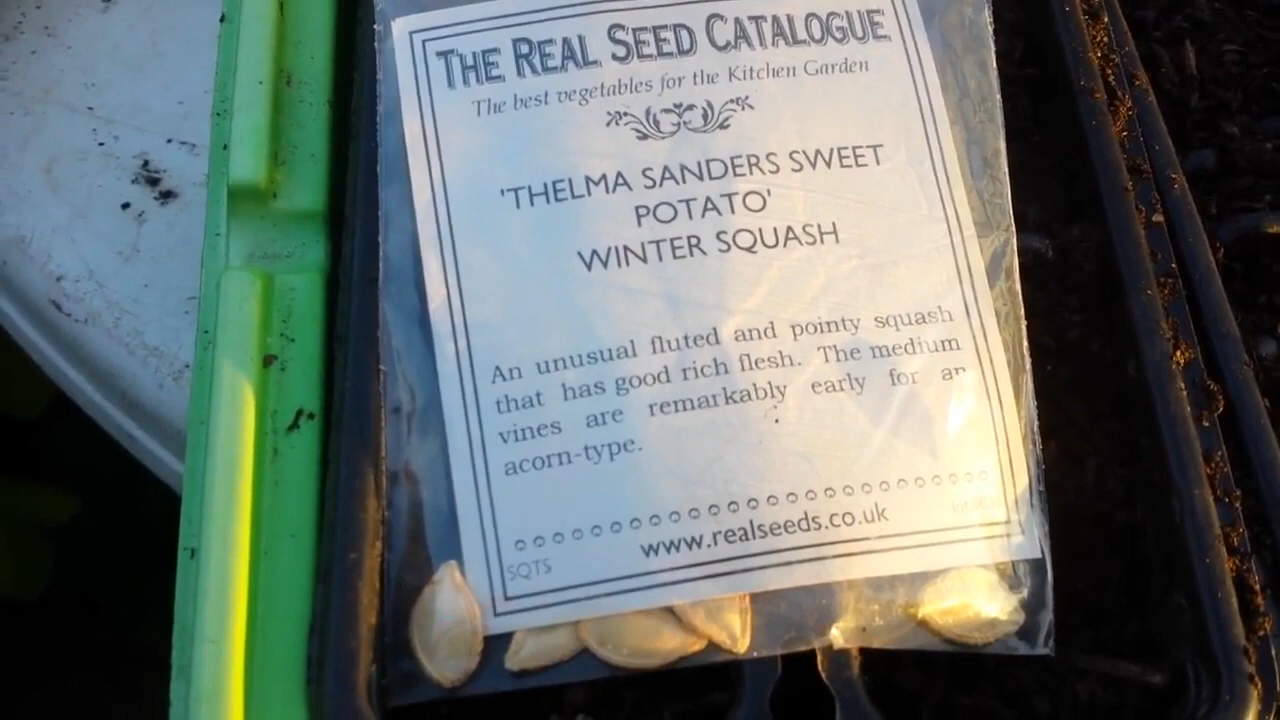 THE REAL SEED CATALOGUE
The best vegetables for the Kitchen Garden
'THELMA SANDERS SWEET
POTATO'
WINTER SQUASH
An unusual fluted and pointy squash
that has good rich flesh. The medium
vines are remarkably early for an
acorn-type.
www.realseeds.co.uk
SQTS